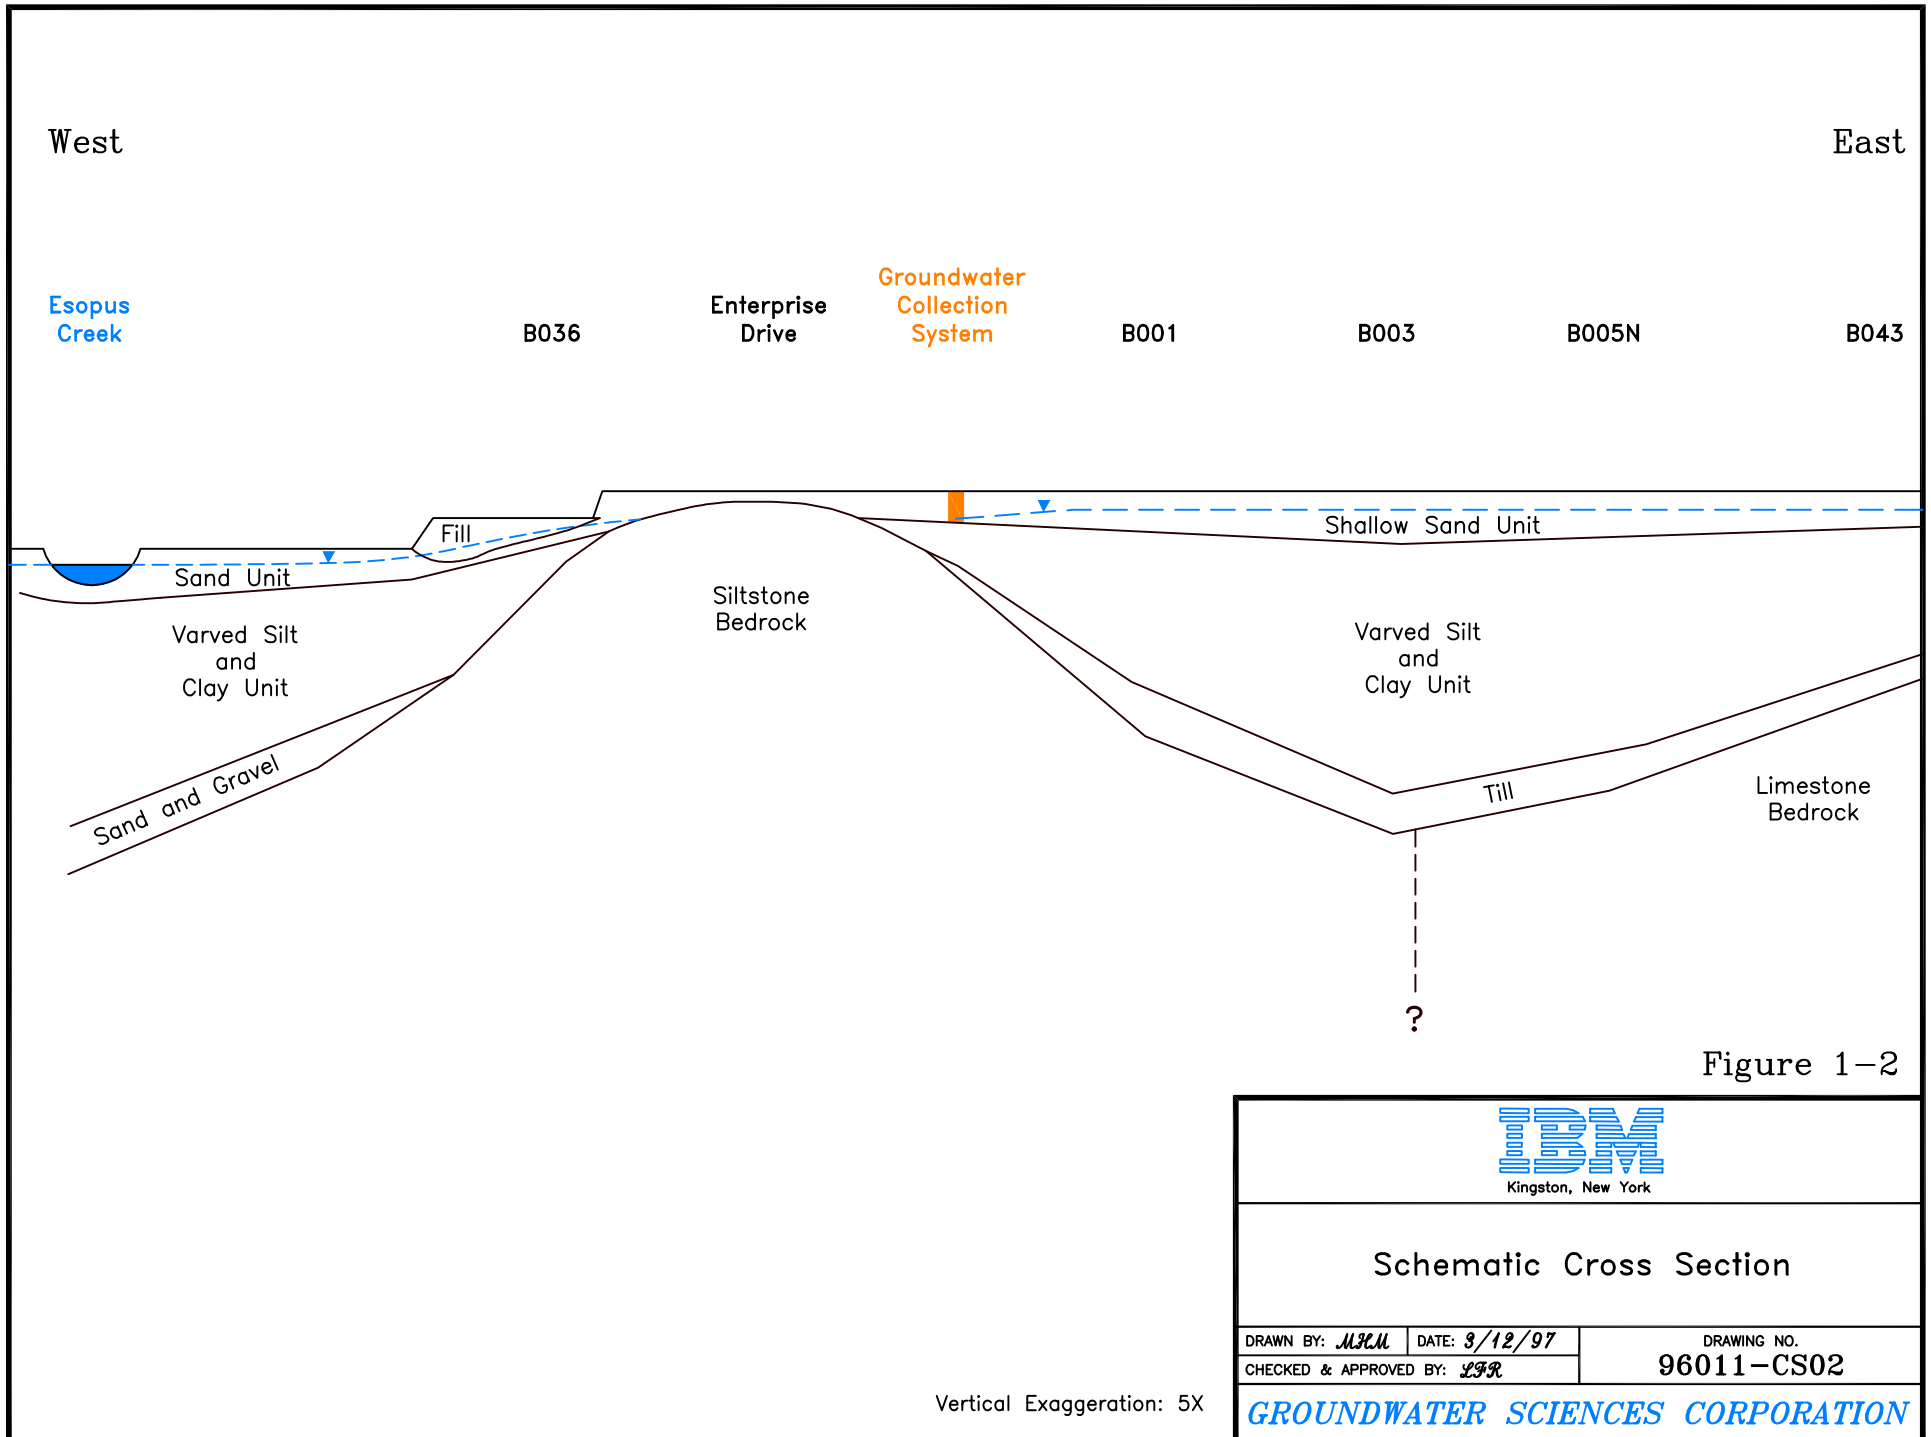 West
East
Esopus
Creek
B036
Enterprise
Drive
Groundwater
Collection
System
B001
B003
B005N
B043
Fill
Sand Unit
Shallow Sand Unit
Varved Silt
and
Clay Unit
Siltstone
Bedrock
Varved Silt
and
Clay Unit
Sand and Gravel
Till
Limestone
Bedrock
?
Figure 1-2
IBM
Kingston, New York
Schematic Cross Section
DRAWN BY: MHM DATE: 3/12/97
CHECKED & APPROVED BY: LFR
DRAWING NO.
96011-CS02
Vertical Exaggeration: 5X
GROUNDWATER SCIENCES CORPORATION